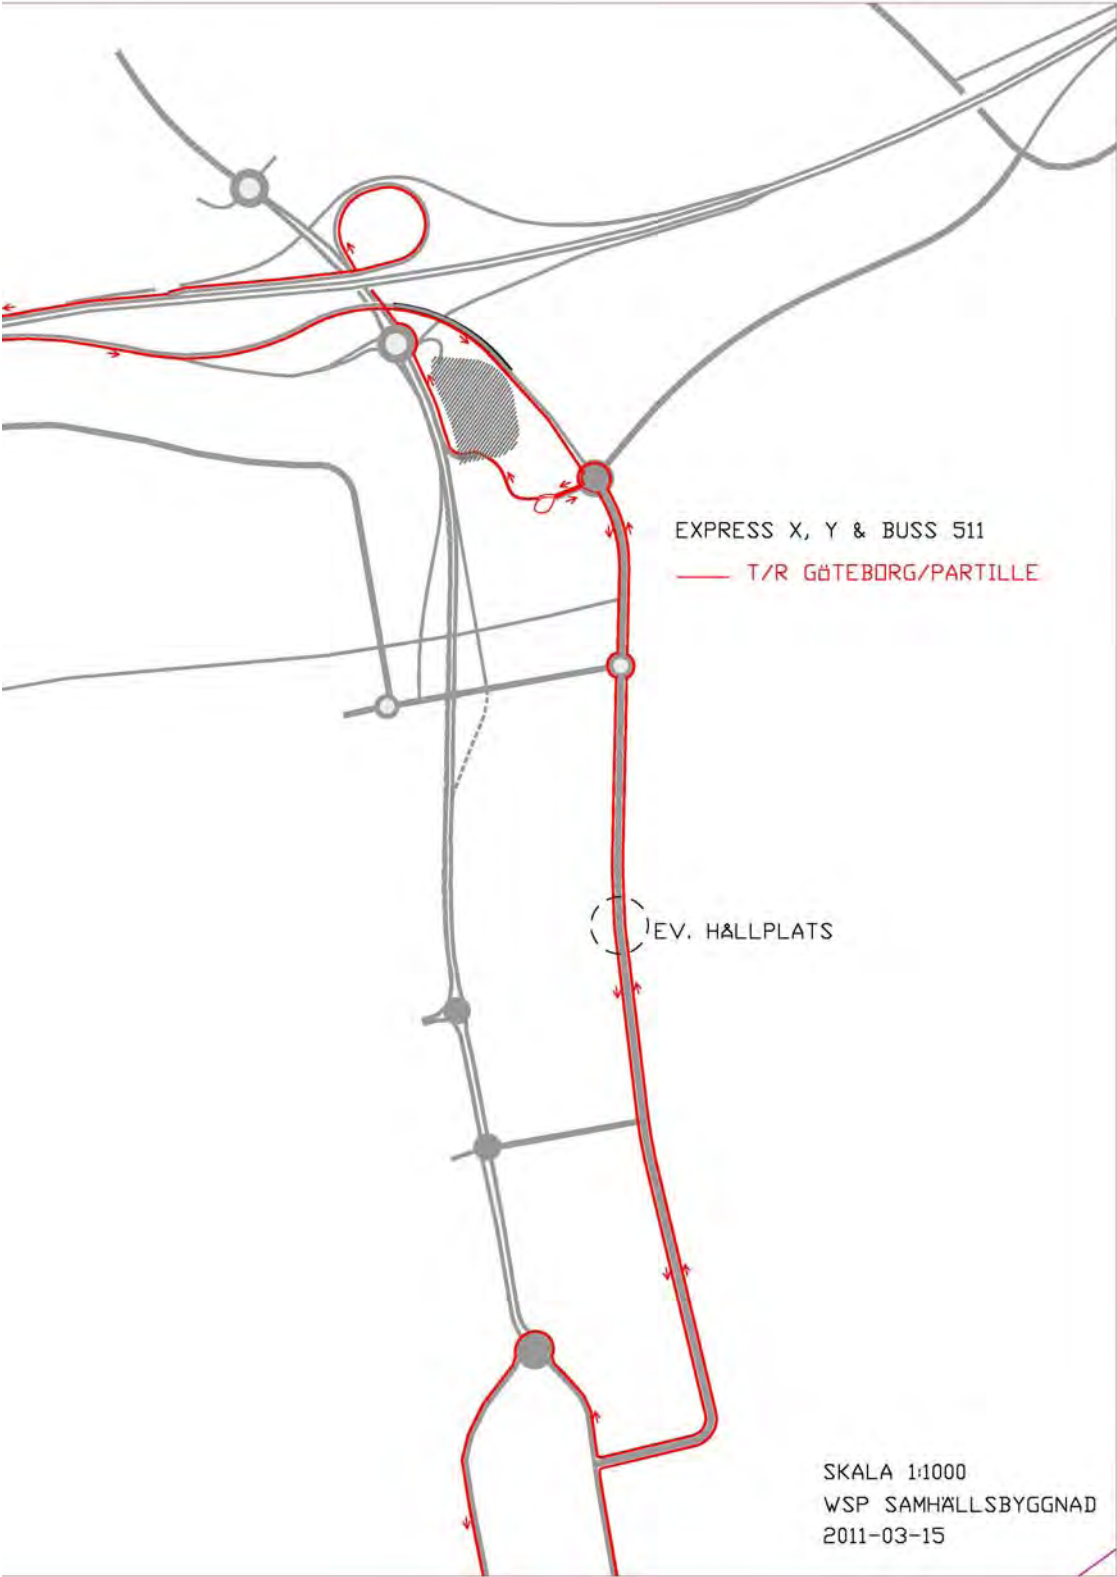 EXPRESS X, Y & BUSS 511
T/R GÖTEBORG/PARTILLE
EV. HÅLLPLATS
SKALA 1:1000
WSP SAMHÄLLSBYGGNAD
2011-03-15